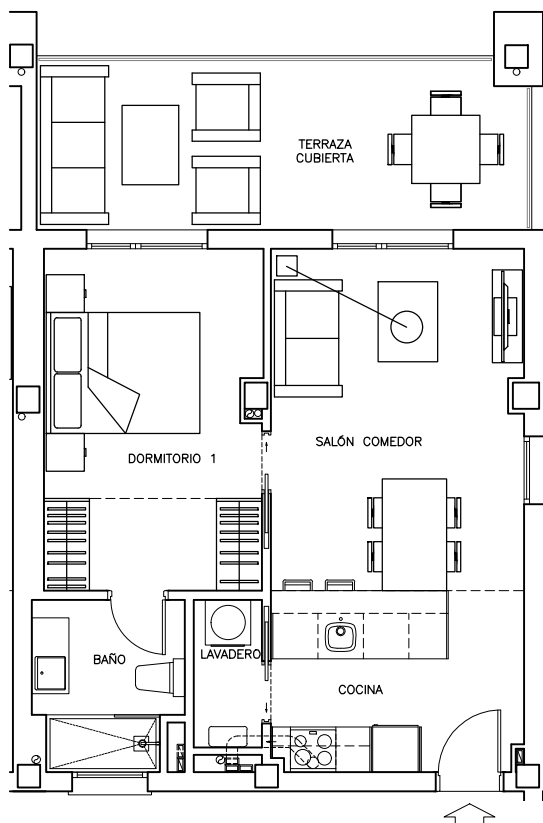 TERRAZA
CUBIERTA
DORMITORIO 1
SALÓN COMEDOR
BAÑO
LAVADERO
COCINA